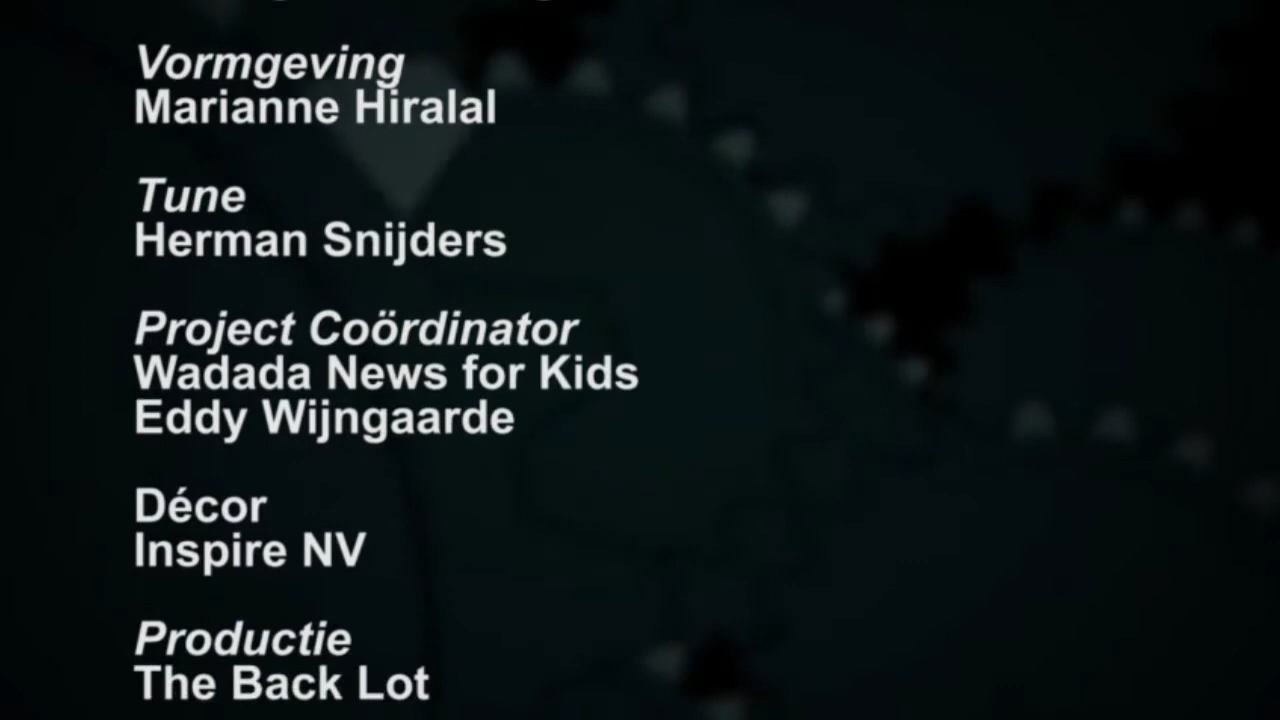 Vormgeving
Marianne Hiralal
Tune
Herman Snijders
Project Coördinator
Wadada News for Kids
Eddy Wijngaarde
Décor
Inspire NV
Productie
The Back Lot